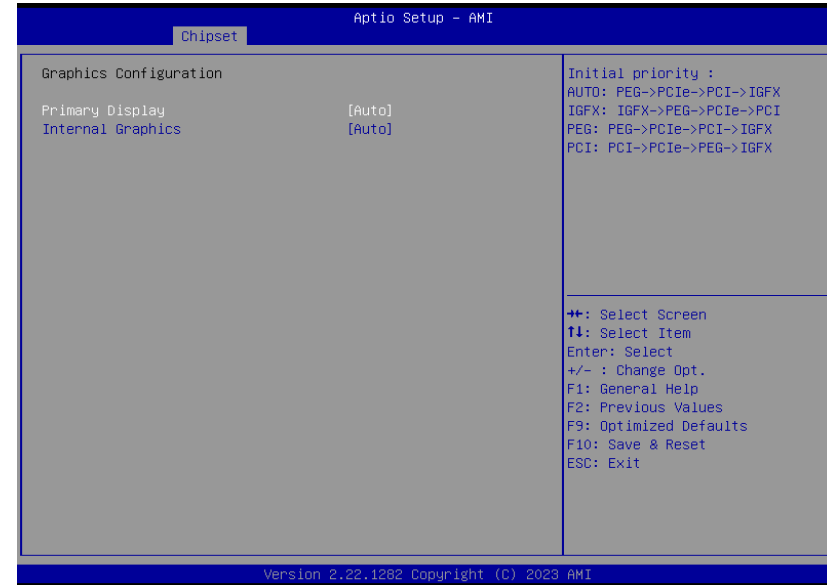 Aptio Setup – AMI
Chipset
Graphics Configuration
Primary Display [Auto]
Internal Graphics [Auto]
Initial priority :
AUTO: PEG->PCIe->PCI->IGFX
IGFX: IGFX->PEG->PCIe->PCI
PEG: PEG->PCIe->PCI->IGFX
PCI: PCI->PCIe->PEG->IGFX
→←: Select Screen
↑↓: Select Item
Enter: Select
+/- : Change Opt.
F1: General Help
F2: Previous Values
F9: Optimized Defaults
F10: Save & Reset
ESC: Exit
Version 2.22.1282 Copyright (C) 2023 AMI